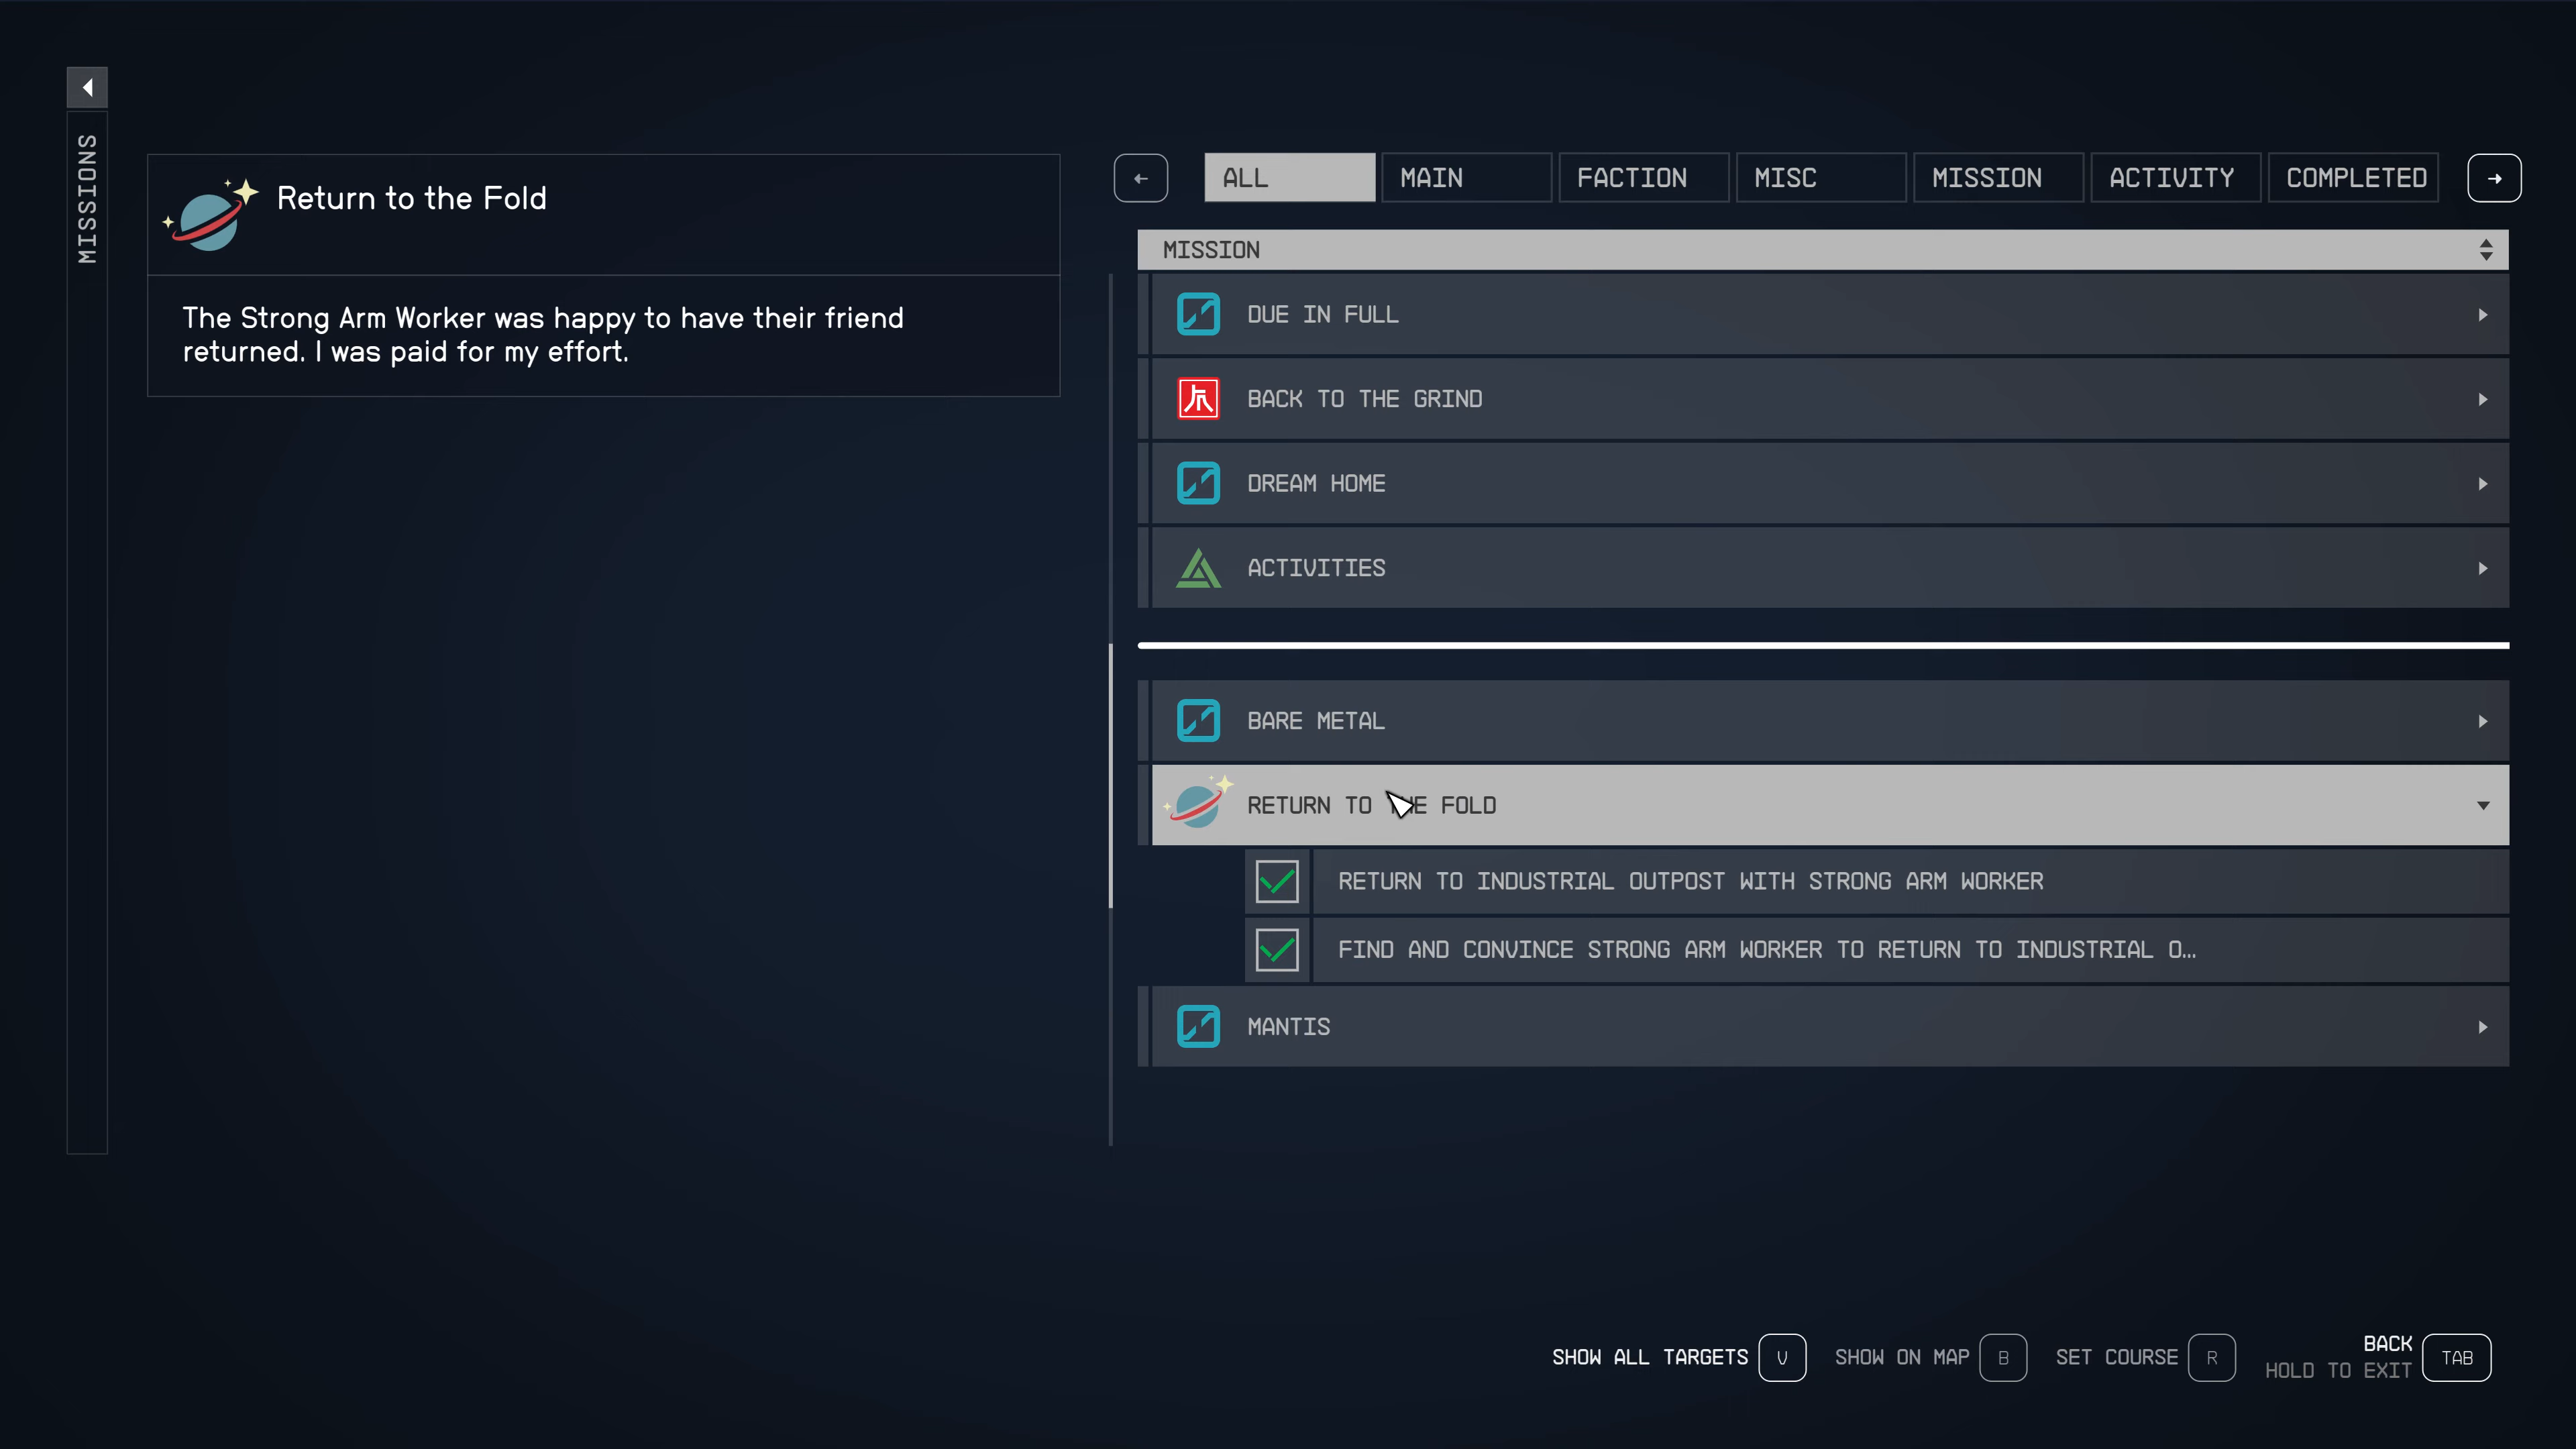 MISSIONS
Return to the Fold
The Strong Arm Worker was happy to have their friend
returned. I was paid for my effort.
ALL
MAIN
FACTION
MISC
MISSION
ACTIVITY
COMPLETED
MISSION
DUE IN FULL
BACK TO THE GRIND
DREAM HOME
ACTIVITIES
BARE METAL
RETURN TO THE FOLD
RETURN TO INDUSTRIAL OUTPOST WITH STRONG ARM WORKER
FIND AND CONVINCE STRONG ARM WORKER TO RETURN TO INDUSTRIAL O...
MANTIS
SHOW ALL TARGETS V
SHOW ON MAP B
SET COURSE R
BACK
HOLD TO EXIT
TAB